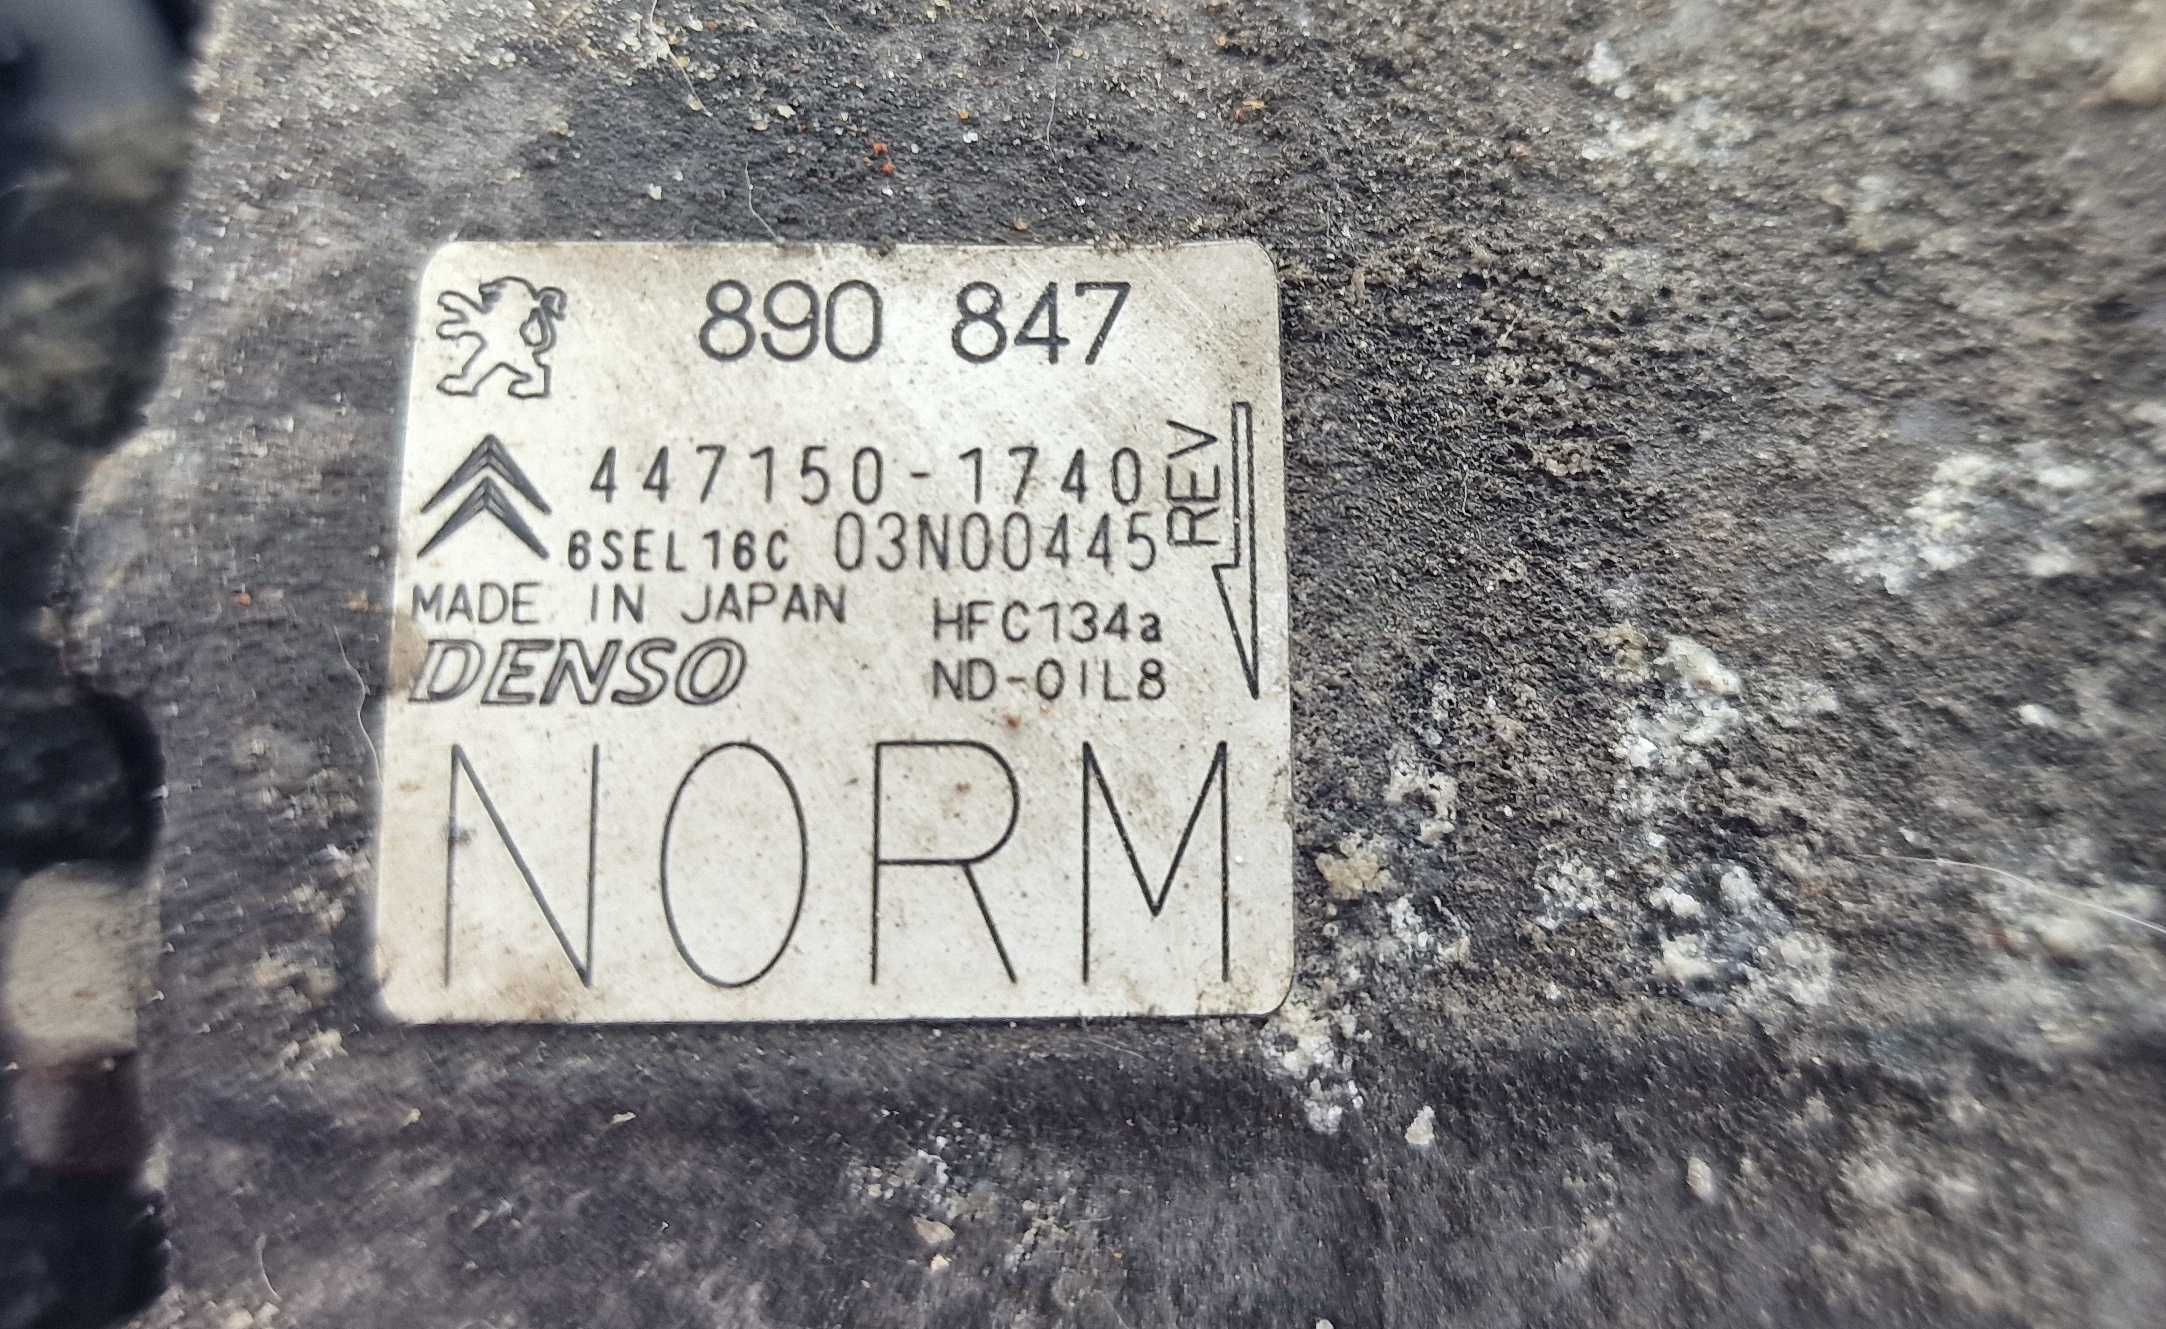 890 847
447150-1740
6SEL16C 03N00445
REV
MADE IN JAPAN
HFC134a
DENSO
ND-OIL8
NORM